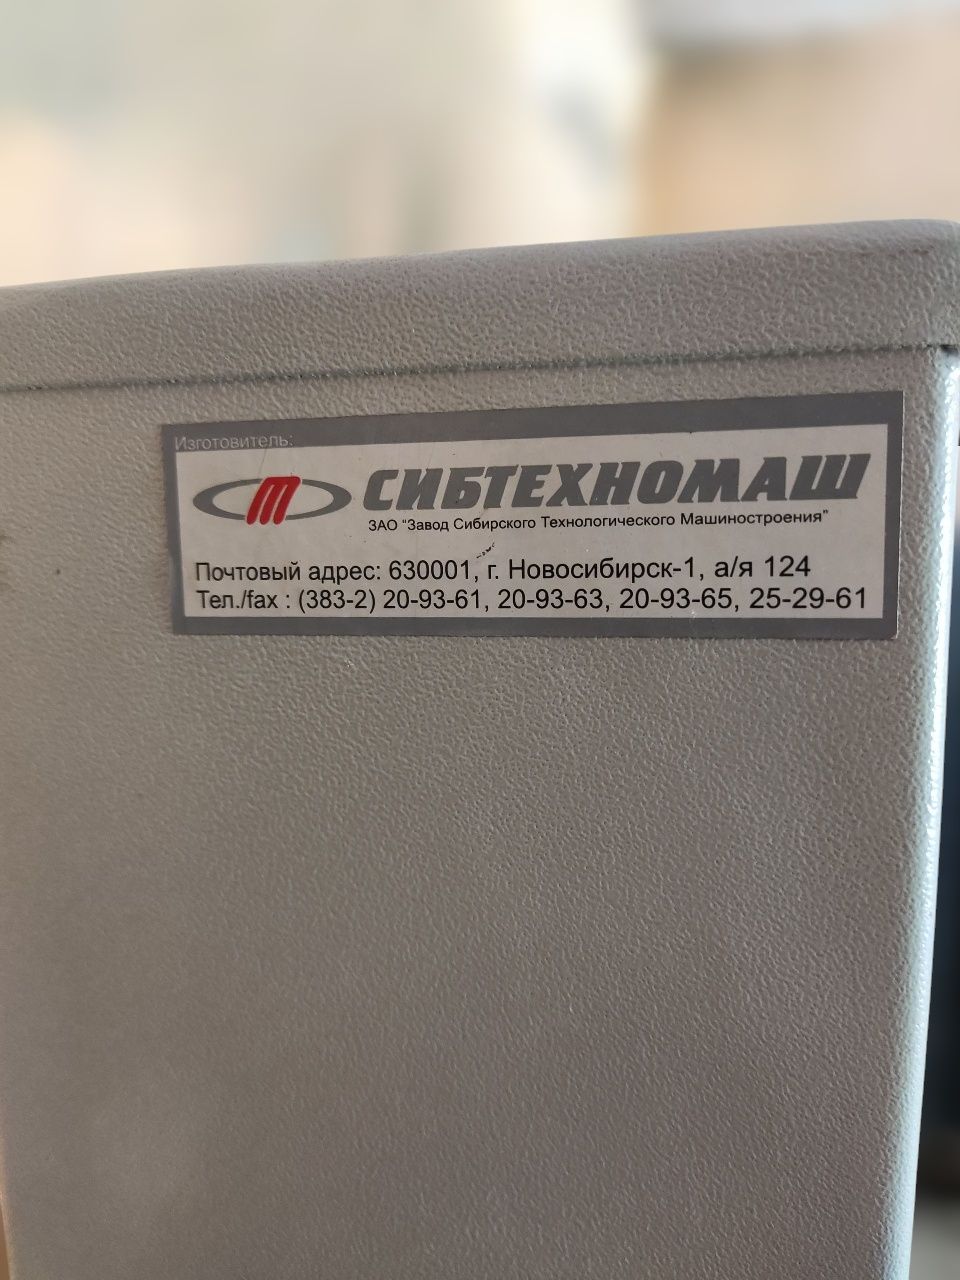 Изготовитель:
СИБТЕХНОМАШ
ЗАО "Завод Сибирского Технологического Машиностроения"
Почтовый адрес: 630001, г. Новосибирск-1, а/я 124
Тел./fax : (383-2) 20-93-61, 20-93-63, 20-93-65, 25-29-61